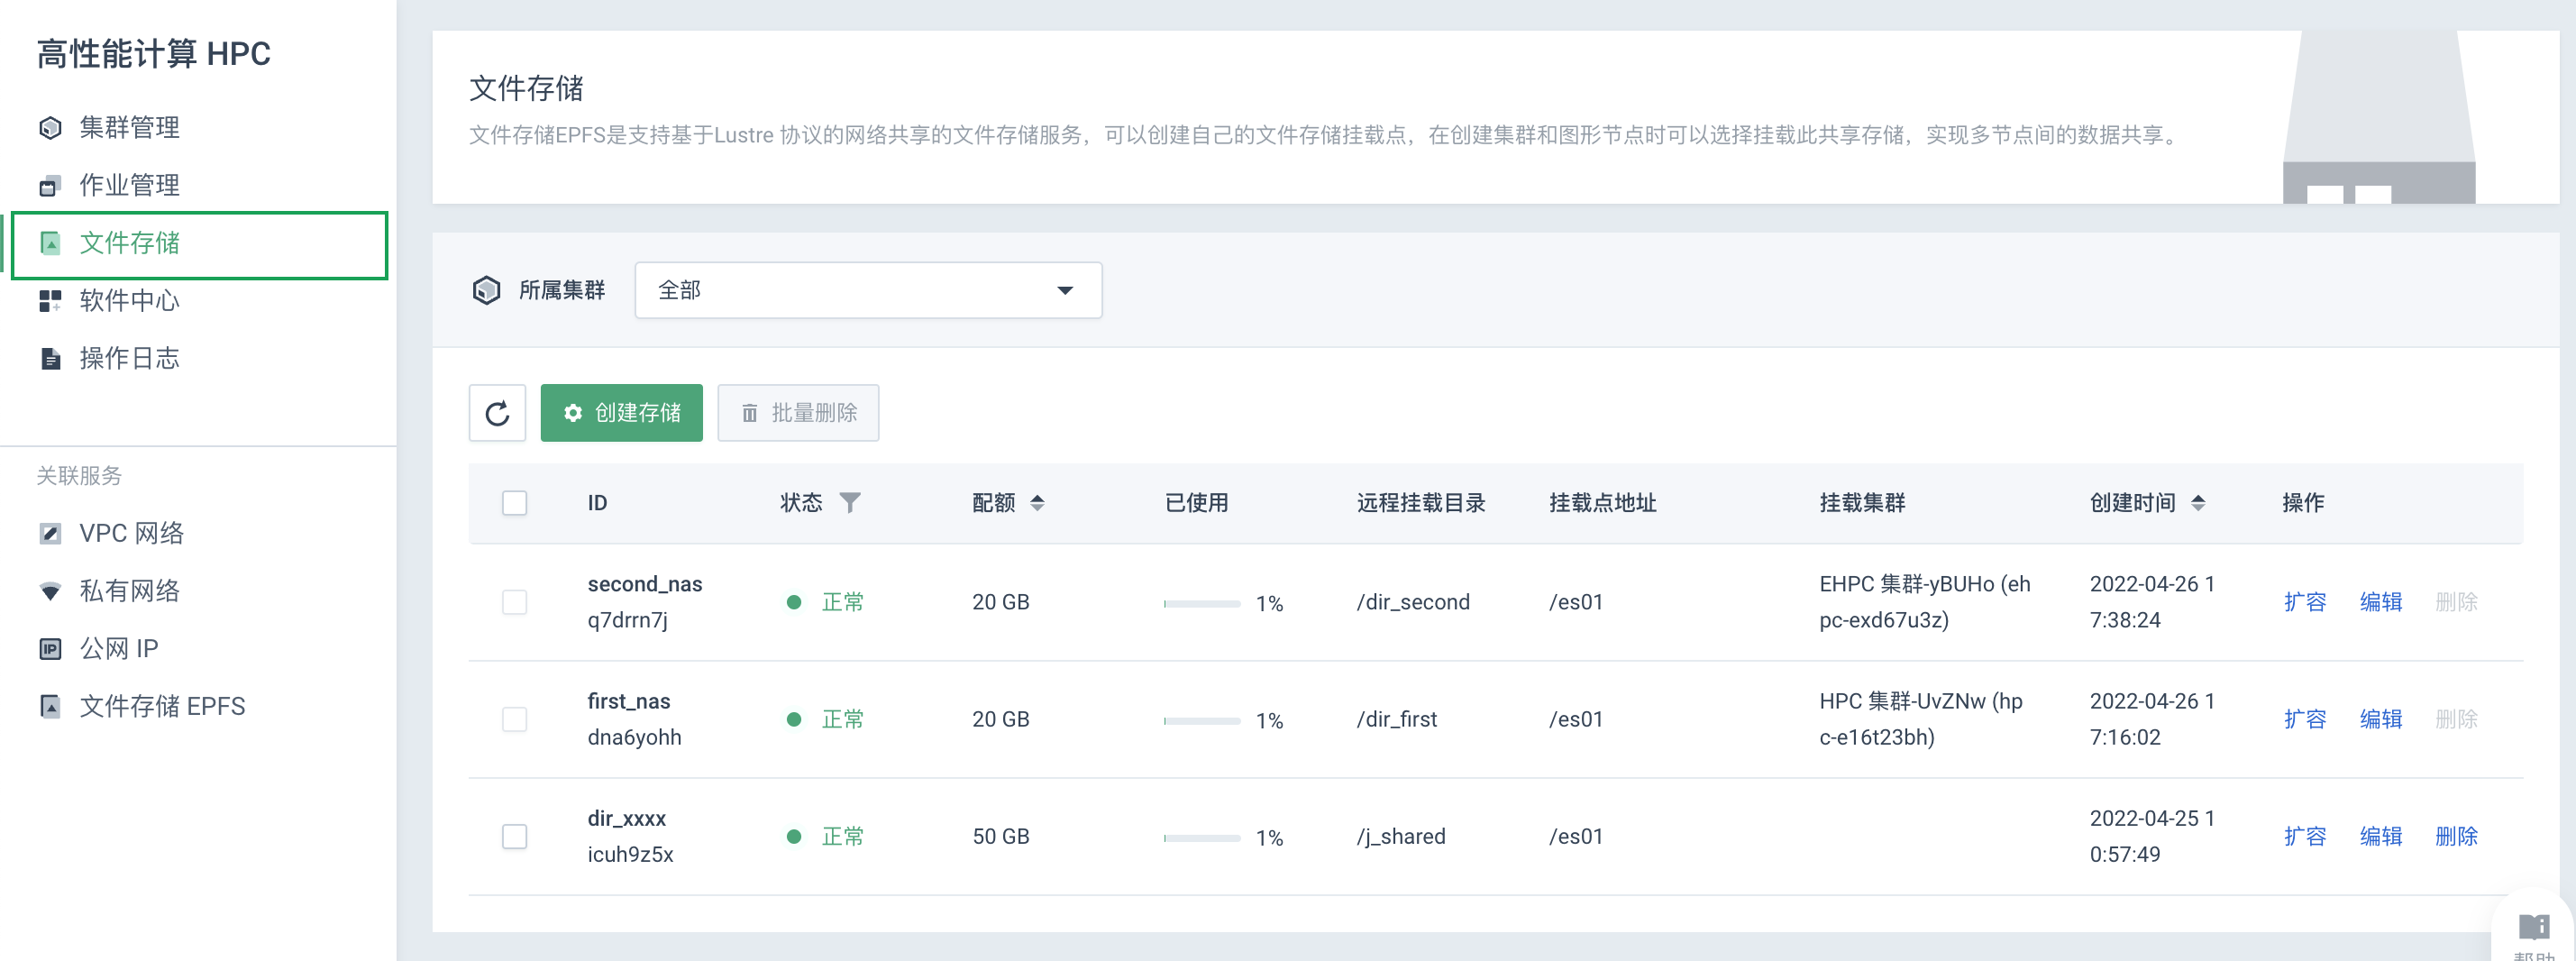 高性能计算 HPC
集群管理
作业管理
文件存储
软件中心
操作日志
关联服务
VPC 网络
私有网络
IP 公网 IP
文件存储 EPFS
文件存储
文件存储EPFS是支持基于Lustre 协议的网络共享的文件存储服务，可以创建自己的文件存储挂载点，在创建集群和图形节点时可以选择挂载此共享存储，实现多节点间的数据共享。
所属集群 全部
创建存储 批量删除
ID 状态 配额 已使用 远程挂载目录 挂载点地址 挂载集群 创建时间 操作
second_nas EHPC 集群-yBUHo (eh 2022-04-26 1
正常 20 GB 1% /dir_second /es01 扩容 编辑 删除
q7drrn7j pc-exd67u3z) 7:38:24
first_nas HPC 集群-UvZNw (hp 2022-04-26 1
正常 20 GB 1% /dir_first /es01 扩容 编辑 删除
dna6yohh c-e16t23bh) 7:16:02
dir_xxxx 2022-04-25 1
正常 50 GB 1% /j_shared /es01 扩容 编辑 删除
icuh9z5x 0:57:49
帮助